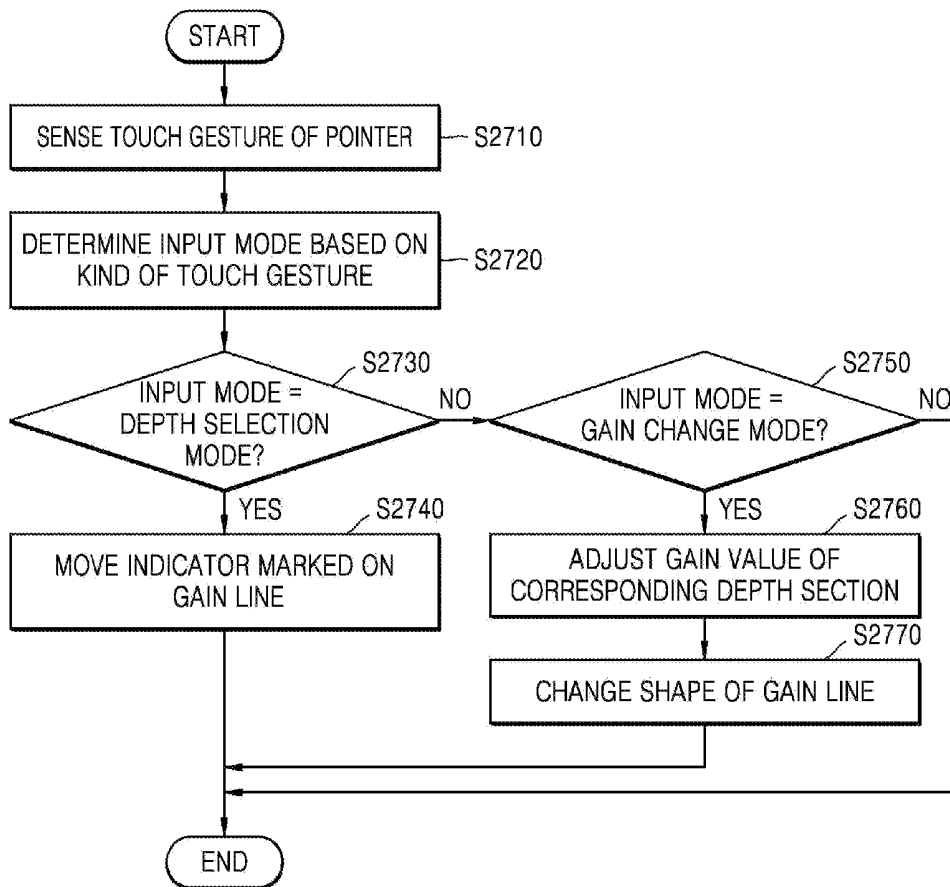 START
SENSE TOUCH GESTURE OF POINTER
S2710
DETERMINE INPUT MODE BASED ON
KIND OF TOUCH GESTURE
S2720
S2730
INPUT MODE =
DEPTH SELECTION
MODE?
NO
S2750
INPUT MODE =
GAIN CHANGE MODE?
NO
YES
S2740
MOVE INDICATOR MARKED ON
GAIN LINE
YES
S2760
ADJUST GAIN VALUE OF
CORRESPONDING DEPTH SECTION
S2770
CHANGE SHAPE OF GAIN LINE
END